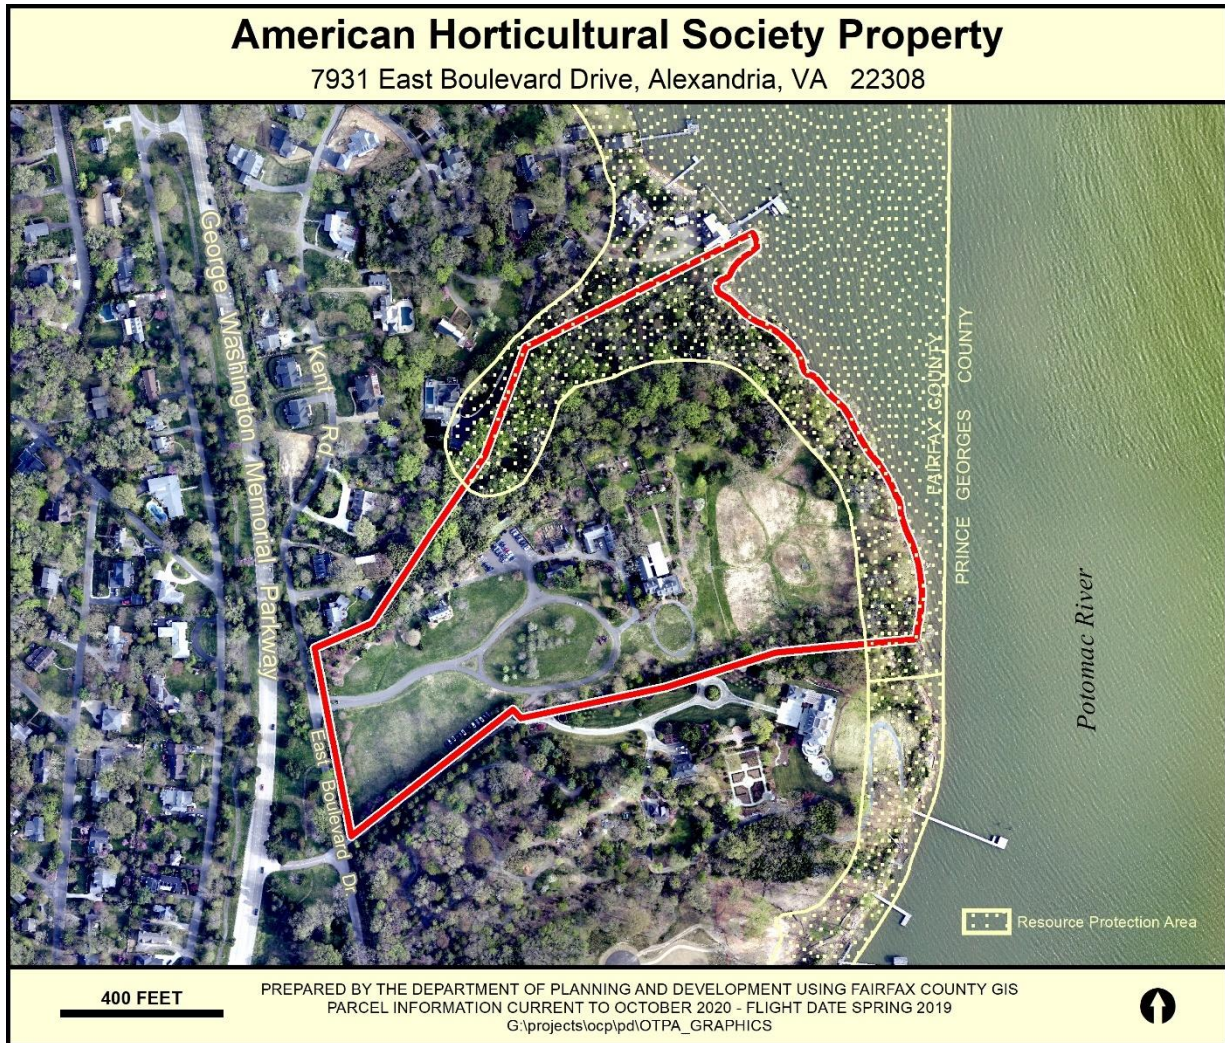 American Horticultural Society Property
7931 East Boulevard Drive, Alexandria, VA 22308
George Washington Memorial Parkway
Kent Rd
East Boulevard Dr
FAIRFAX COUNTY
PRINCE GEORGES COUNTY
Potomac River
Resource Protection Area
400 FEET
PREPARED BY THE DEPARTMENT OF PLANNING AND DEVELOPMENT USING FAIRFAX COUNTY GIS
PARCEL INFORMATION CURRENT TO OCTOBER 2020 - FLIGHT DATE SPRING 2019
G:\projects\ocp\pd\OTPA_GRAPHICS